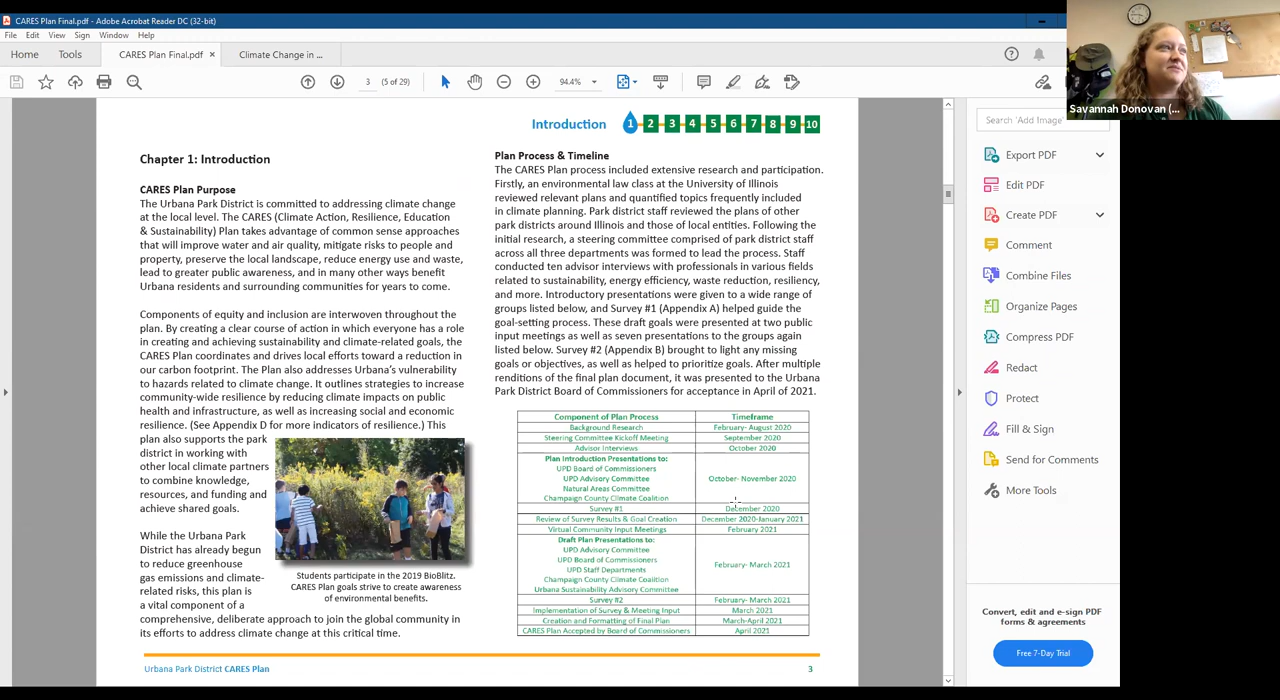 CARES Plan Final.pdf - Adobe Acrobat Reader DC (32-bit)
File Edit View Sign Window Help
Home Tools CARES Plan Final.pdf × Climate Change in ...
3 (5 of 29) 94.4%
Savannah Donovan (...
Introduction 1 2 3 4 5 6 7 8 9 10
Chapter 1: Introduction
CARES Plan Purpose
The Urbana Park District is committed to addressing climate change
at the local level. The CARES (Climate Action, Resilience, Education
& Sustainability) Plan takes advantage of common sense approaches
that will improve water and air quality, mitigate risks to people and
property, preserve the local landscape, reduce energy use and waste,
lead to greater public awareness, and in many other ways benefit
Urbana residents and surrounding communities for years to come.
Components of equity and inclusion are interwoven throughout the
plan. By creating a clear course of action in which everyone has a role
in creating and achieving sustainability and climate-related goals, the
CARES Plan coordinates and drives local efforts toward a reduction in
our carbon footprint. The Plan also addresses Urbana's vulnerability
to hazards related to climate change. It outlines strategies to increase
community-wide resilience by reducing climate impacts on public
health and infrastructure, as well as increasing social and economic
resilience. (See Appendix D for more indicators of resilience.) This
plan also supports the park
district in working with
other local climate partners
to combine knowledge,
resources, and funding and
achieve shared goals.
While the Urbana Park
District has already begun
to reduce greenhouse
gas emissions and climate-
related risks, this plan is
a vital component of a
comprehensive, deliberate approach to join the global community in
its efforts to address climate change at this critical time.
Students participate in the 2019 BioBlitz.
CARES Plan goals strive to create awareness
of environmental benefits.
Plan Process & Timeline
The CARES Plan process included extensive research and participation.
Firstly, an environmental law class at the University of Illinois
reviewed relevant plans and quantified topics frequently included
in climate planning. Park district staff reviewed the plans of other
park districts around Illinois and those of local entities. Following the
initial research, a steering committee comprised of park district staff
across all three departments was formed to lead the process. Staff
conducted ten advisor interviews with professionals in various fields
related to sustainability, energy efficiency, waste reduction, resiliency,
and more. Introductory presentations were given to a wide range of
groups listed below, and Survey #1 (Appendix A) helped guide the
goal-setting process. These draft goals were presented at two public
input meetings as well as seven presentations to the groups again
listed below. Survey #2 (Appendix B) brought to light any missing
goals or objectives, as well as helped to prioritize goals. After multiple
renditions of the final plan document, it was presented to the Urbana
Park District Board of Commissioners for acceptance in April of 2021.
Component of Plan Process Timeframe
Background Research February- August 2020
Steering Committee Kickoff Meeting September 2020
Advisor Interviews October 2020
Plan Introduction Presentations to:
UPD Board of Commissioners
UPD Advisory Committee October- November 2020
Natural Areas Committee
Champaign County Climate Coalition
Survey #1 December 2020
Review of Survey Results & Goal Creation December 2020-January 2021
Virtual Community Input Meetings February 2021
Draft Plan Presentations to:
UPD Advisory Committee
UPD Board of Commissioners
UPD Staff Departments February- March 2021
Champaign County Climate Coalition
Urbana Sustainability Advisory Committee
Survey #2 February- March 2021
Implementation of Survey & Meeting Input March 2021
Creation and Formatting of Final Plan March-April 2021
CARES Plan Accepted by Board of Commissioners April 2021
Urbana Park District CARES Plan 3
Search 'Add Image'
Export PDF
Edit PDF
Create PDF
Comment
Combine Files
Organize Pages
Compress PDF
Redact
Protect
Fill & Sign
Send for Comments
More Tools
Convert, edit and e-sign PDF
forms & agreements
Free 7-Day Trial